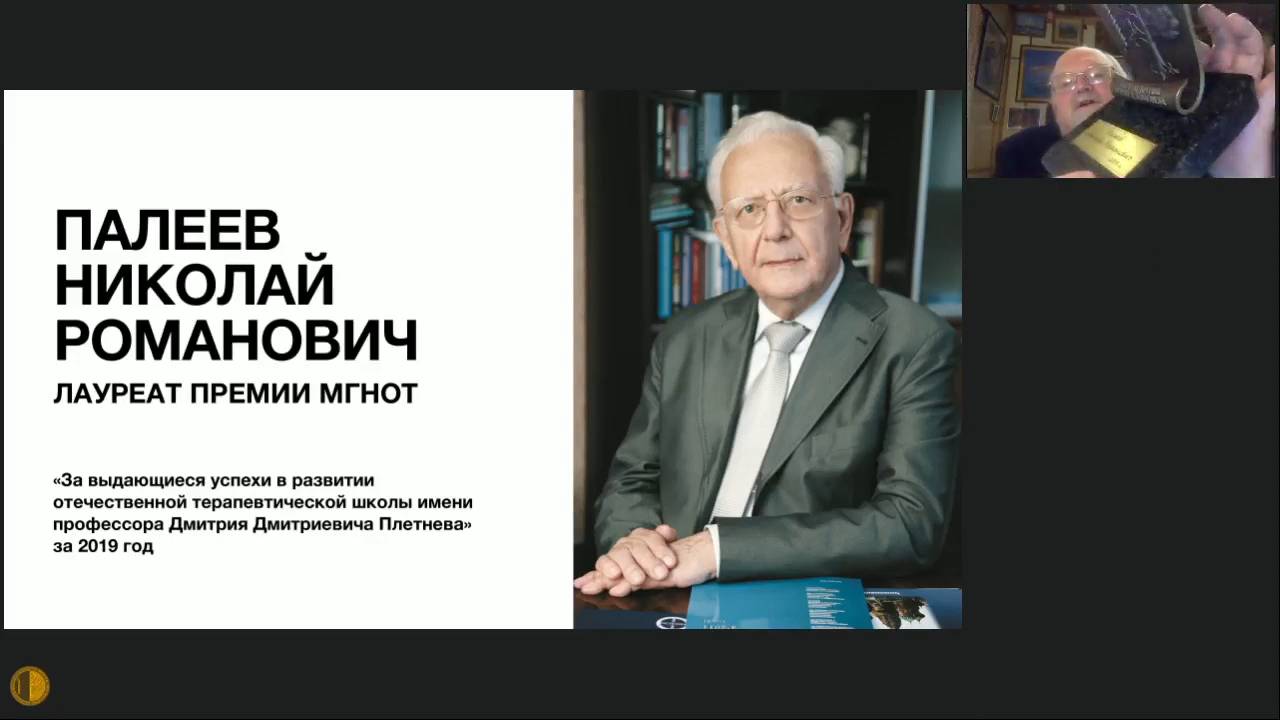 ПАЛЕЕВ
НИКОЛАЙ
РОМАНОВИЧ
ЛАУРЕАТ ПРЕМИИ МГНОТ
«За выдающиеся успехи в развитии
отечественной терапевтической школы имени
профессора Дмитрия Дмитриевича Плетнева»
за 2019 год